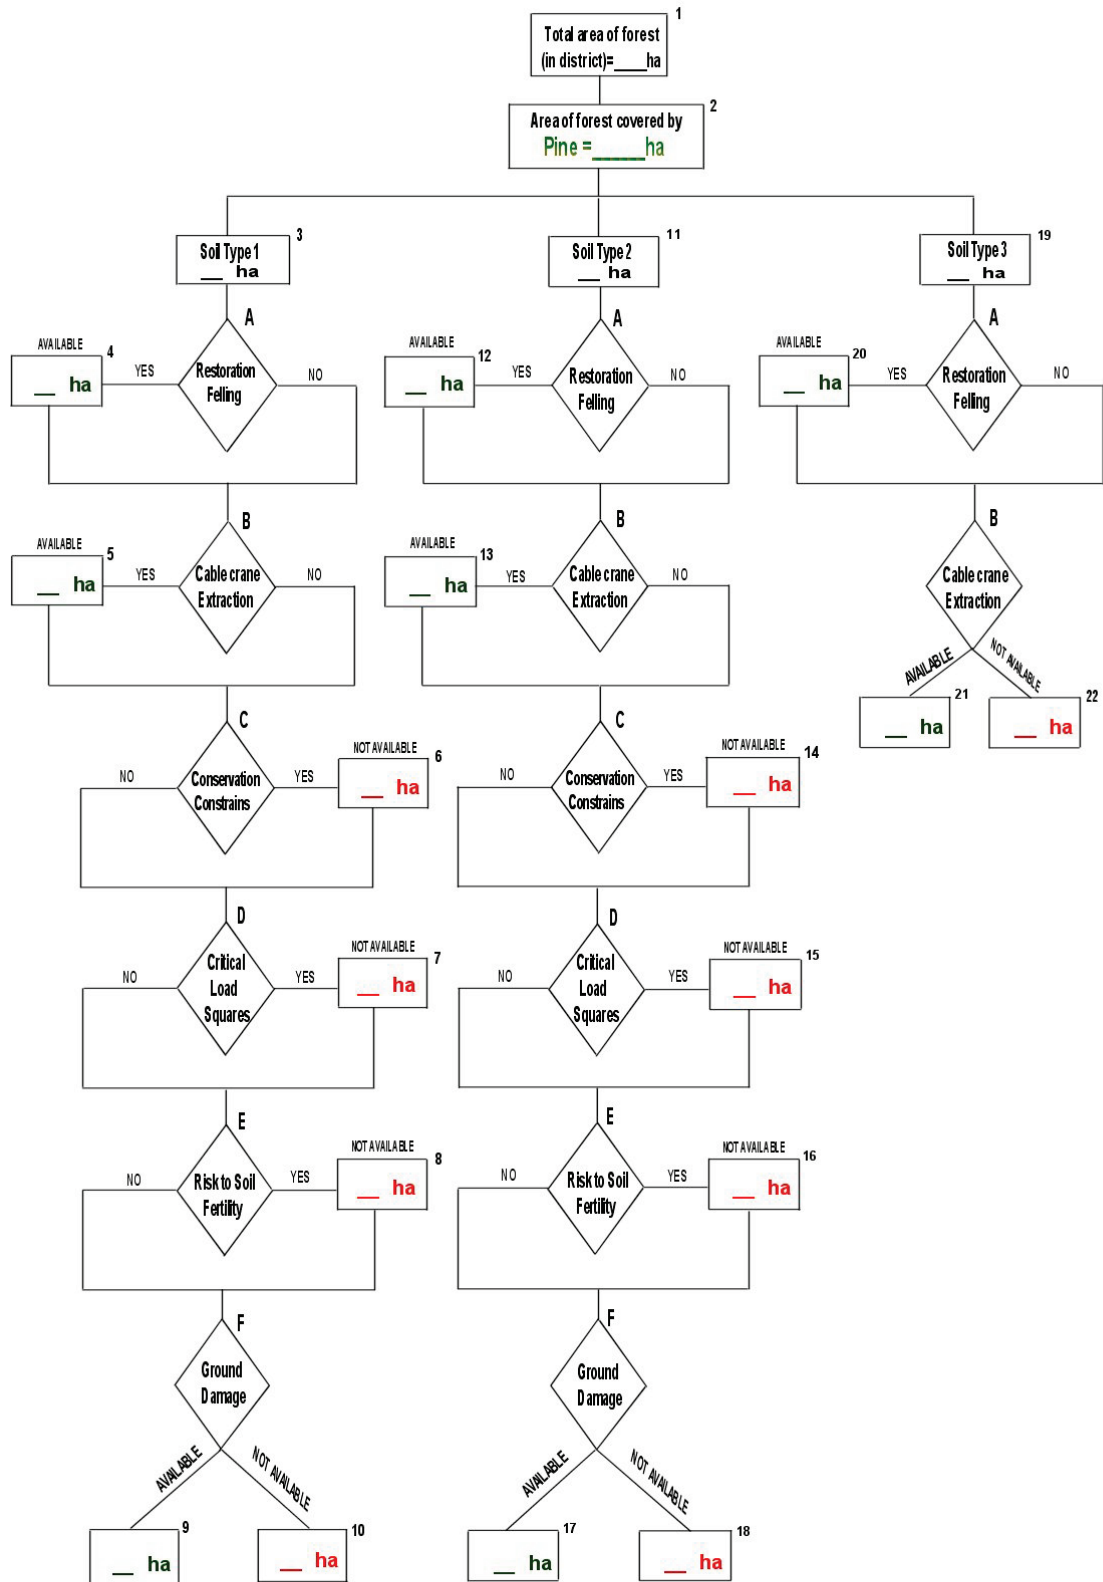 1
Total area of forest
(in district)=____ha
2
Area of forest covered by
Pine =______ha
3
Soil Type 1
__ ha
11
Soil Type 2
__ ha
19
Soil Type 3
__ ha
A
AVAILABLE
4
__ ha
YES
Restoration
Felling
NO
A
AVAILABLE
12
__ ha
YES
Restoration
Felling
NO
A
AVAILABLE
20
__ ha
YES
Restoration
Felling
NO
B
AVAILABLE
5
__ ha
YES
Cable crane
Extraction
NO
B
AVAILABLE
13
__ ha
YES
Cable crane
Extraction
NO
B
Cable crane
Extraction
AVAILABLE
NOT AVAILABLE
21
__ ha
22
__ ha
C
NO
Conservation
Constrains
YES
NOT AVAILABLE
6
__ ha
C
NO
Conservation
Constrains
YES
NOT AVAILABLE
14
__ ha
D
NO
Critical
Load
Squares
YES
NOT AVAILABLE
7
__ ha
D
NO
Critical
Load
Squares
YES
NOT AVAILABLE
15
__ ha
E
NO
Risk to Soil
Fertility
YES
NOT AVAILABLE
8
__ ha
E
NO
Risk to Soil
Fertility
YES
NOT AVAILABLE
16
__ ha
F
Ground
Damage
AVAILABLE
NOT AVAILABLE
9
__ ha
10
__ ha
F
Ground
Damage
AVAILABLE
NOT AVAILABLE
17
__ ha
18
__ ha